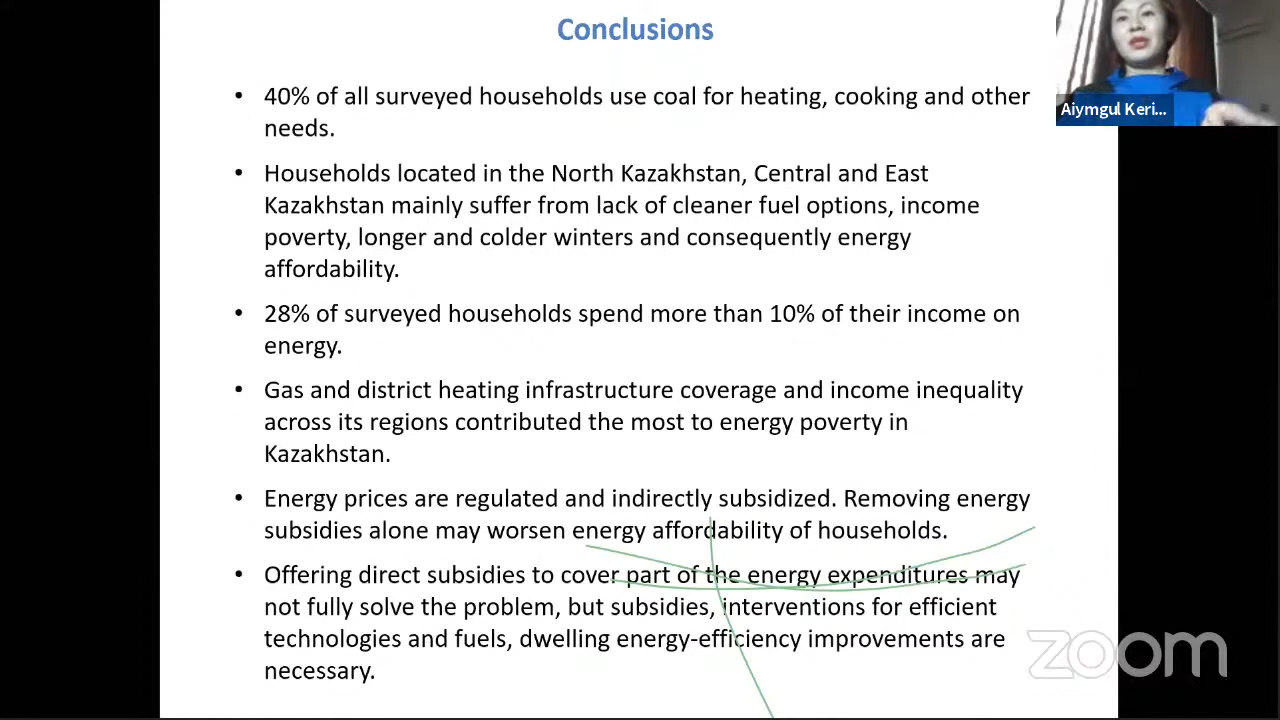 Conclusions
Aiymgul Keri...
• 40% of all surveyed households use coal for heating, cooking and other
needs.
• Households located in the North Kazakhstan, Central and East
Kazakhstan mainly suffer from lack of cleaner fuel options, income
poverty, longer and colder winters and consequently energy
affordability.
• 28% of surveyed households spend more than 10% of their income on
energy.
• Gas and district heating infrastructure coverage and income inequality
across its regions contributed the most to energy poverty in
Kazakhstan.
• Energy prices are regulated and indirectly subsidized. Removing energy
subsidies alone may worsen energy affordability of households.
• Offering direct subsidies to cover part of the energy expenditures may
not fully solve the problem, but subsidies, interventions for efficient
technologies and fuels, dwelling energy-efficiency improvements are
necessary.
zoom